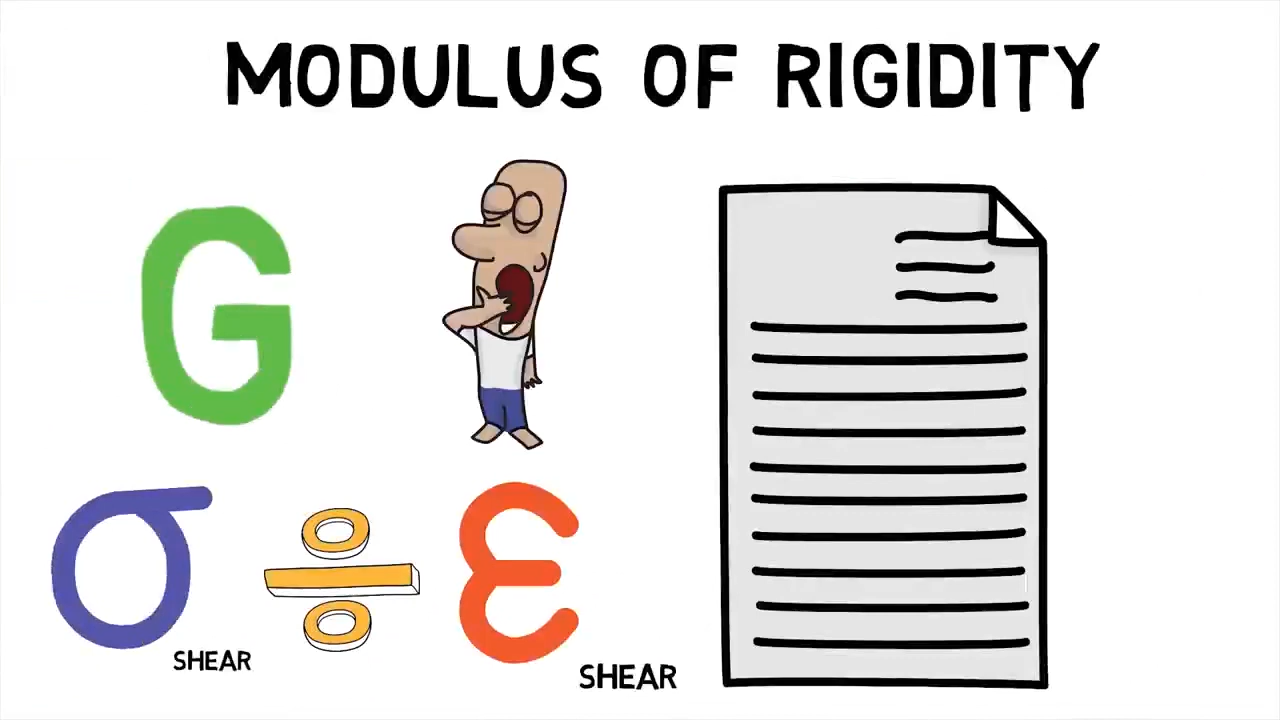 MODULUS OF RIGIDITY
G
σ ÷ ε
SHEAR SHEAR